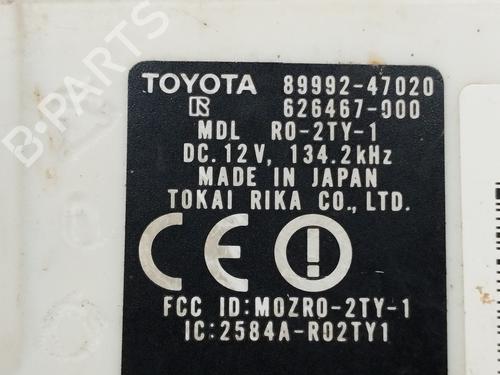 TOYOTA 89992-47020
R 626467-000
MDL RO-2TY-1
DC.12V, 134.2kHz
MADE IN JAPAN
TOKAI RIKA CO.,LTD.
CE
FCC ID:MOZRO-2TY-1
IC:2584A-RO2TY1
B-PARTS